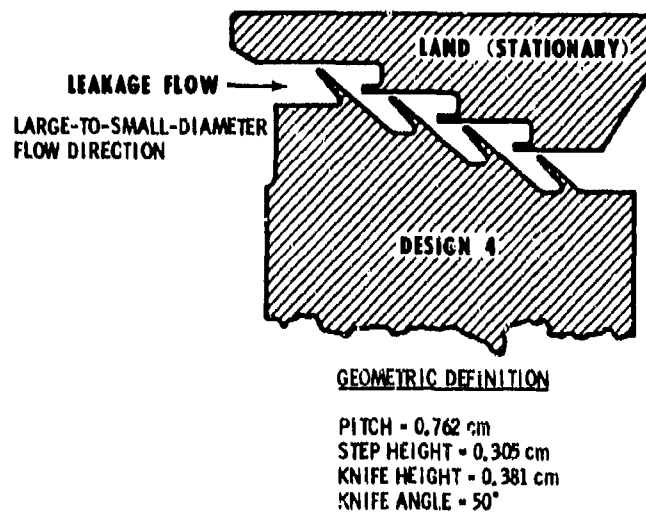 LAND (STATIONARY)
LEAKAGE FLOW
LARGE-TO-SMALL-DIAMETER
FLOW DIRECTION
DESIGN 4
GEOMETRIC DEFINITION
PITCH = 0.762 cm
STEP HEIGHT = 0.305 cm
KNIFE HEIGHT = 0.381 cm
KNIFE ANGLE = 50°